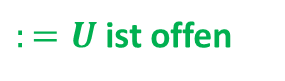 := U ist offen